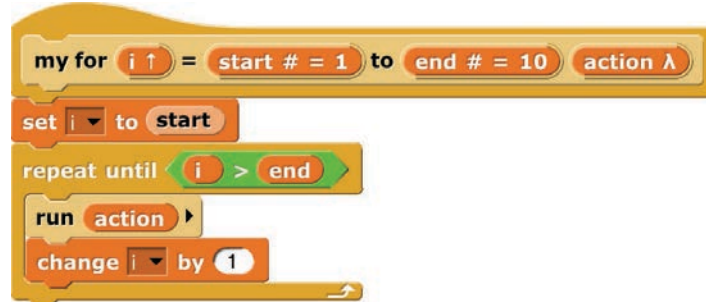 my for i ↑ = start # = 1 to end # = 10 action λ
set i to start
repeat until i > end
run action
change i by 1